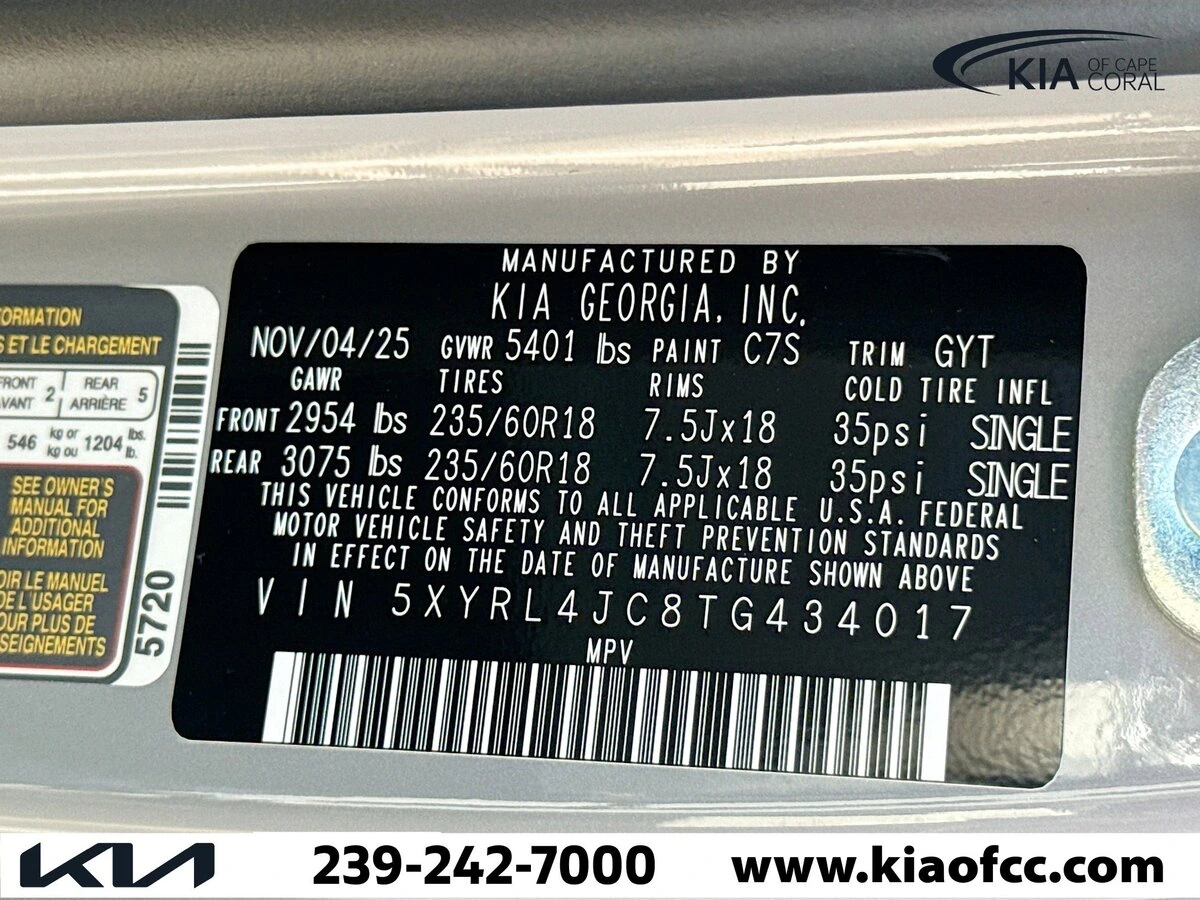 KIA OF CAPE CORAL
MANUFACTURED BY
KIA GEORGIA, INC.
NOV/04/25 GVWR 5401 lbs PAINT C7S TRIM GYT
GAWR TIRES RIMS COLD TIRE INFL
FRONT 2954 lbs 235/60R18 7.5Jx18 35psi SINGLE
REAR 3075 lbs 235/60R18 7.5Jx18 35psi SINGLE
THIS VEHICLE CONFORMS TO ALL APPLICABLE U.S.A. FEDERAL
MOTOR VEHICLE SAFETY AND THEFT PREVENTION STANDARDS
IN EFFECT ON THE DATE OF MANUFACTURE SHOWN ABOVE
VIN 5XYRL4JC8TG434017
MPV
ORMATION
S ET LE CHARGEMENT
FRONT 2 REAR 5
AVANT ARRIÈRE
546 kg or 1204 lbs.
kg ou lb.
SEE OWNER'S
MANUAL FOR
ADDITIONAL
INFORMATION
OIR LE MANUEL
DE L'USAGER
OUR PLUS DE
SEIGNEMENTS
5720
KIA 239-242-7000 www.kiaofcc.com